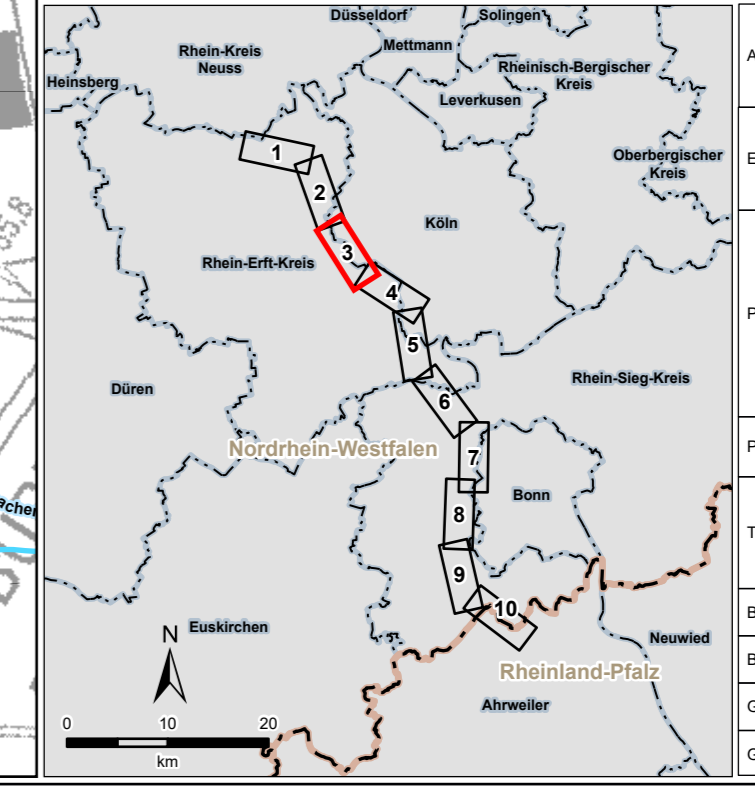 Düsseldorf
Solingen
Mettmann
Rhein-Kreis
Neuss
Heinsberg
Rheinisch-Bergischer
Kreis
Leverkusen
Oberbergischer
Kreis
1
2
Köln
3
Rhein-Erft-Kreis
4
5
Düren
Rhein-Sieg-Kreis
6
Nordrhein-Westfalen
7
Bonn
8
9
10
Euskirchen
Neuwied
Rheinland-Pfalz
Ahrweiler
N
0 10 20
km